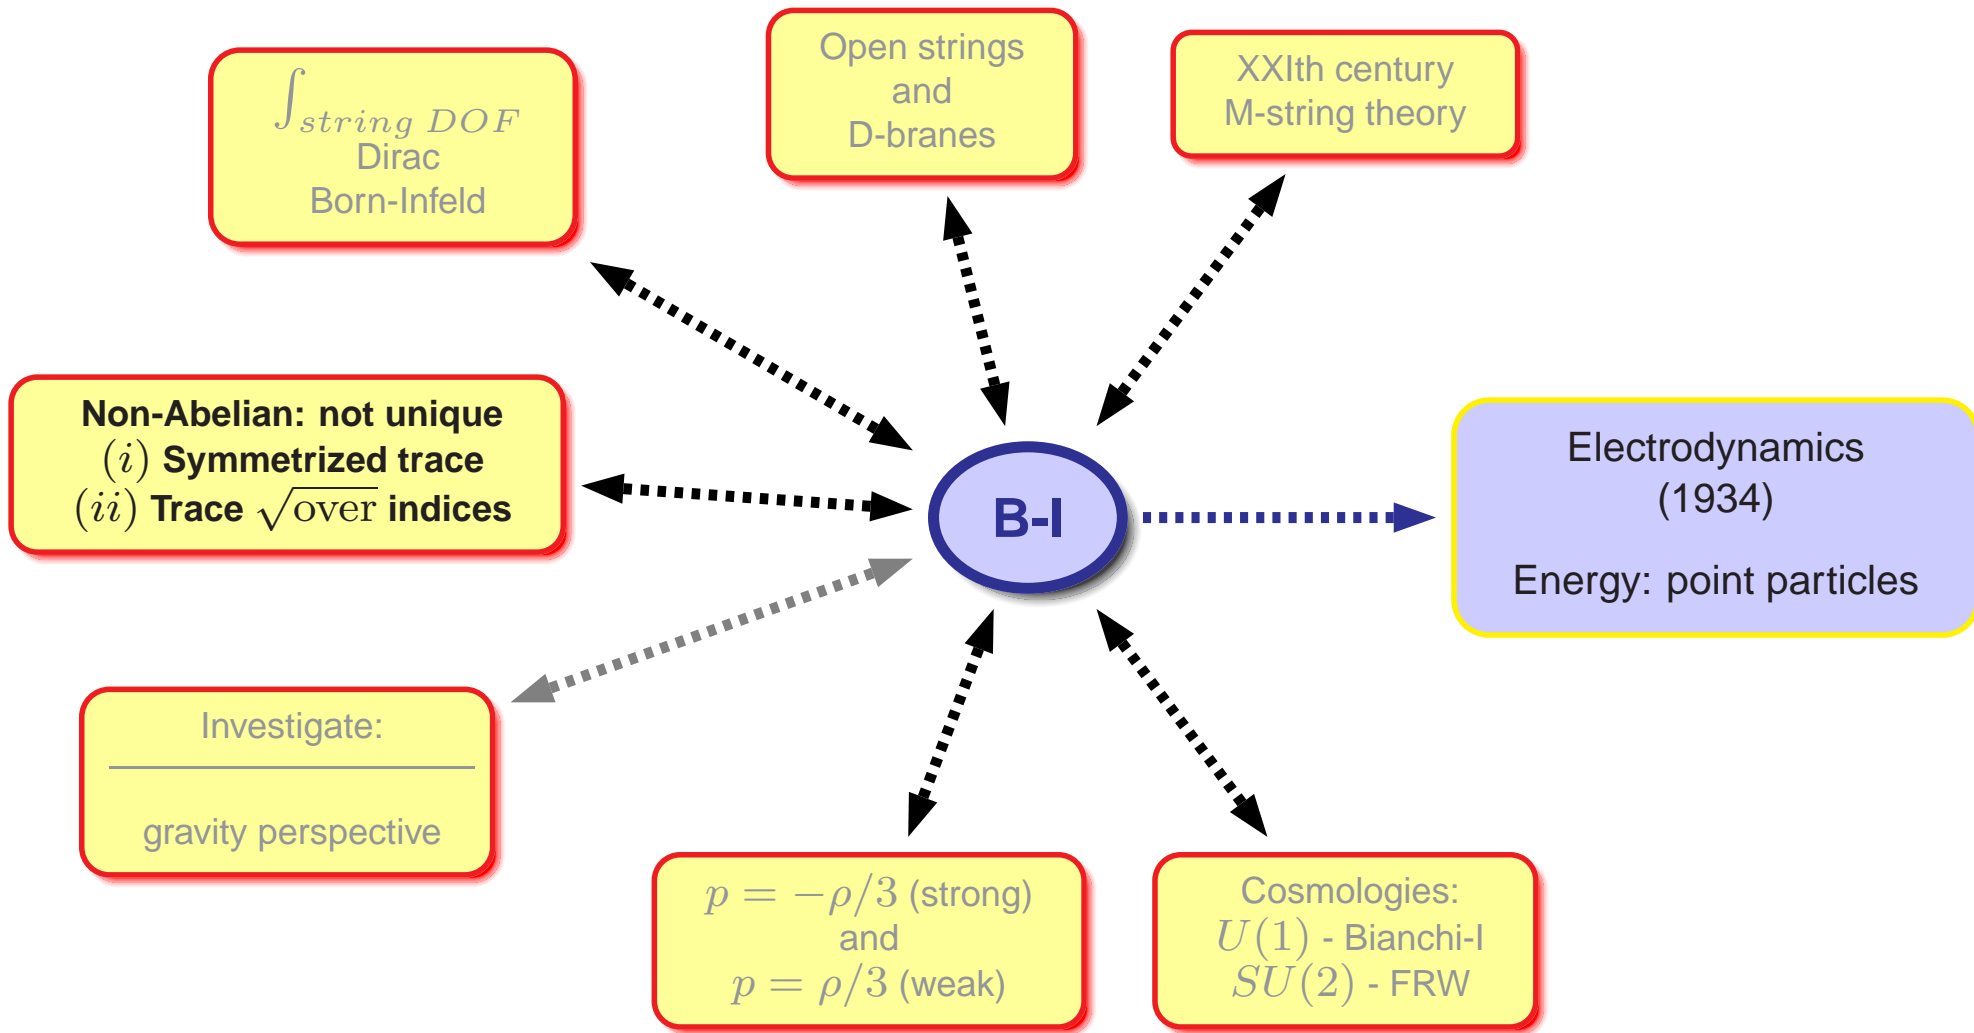 ∫_{string DOF}
Dirac
Born-Infeld
Open strings
and
D-branes
XXIth century
M-string theory
Non-Abelian: not unique
(i) Symmetrized trace
(ii) Trace √over indices
B-I
Electrodynamics
(1934)
Energy: point particles
Investigate:
gravity perspective
p = −ρ/3 (strong)
and
p = ρ/3 (weak)
Cosmologies:
U(1) - Bianchi-I
SU(2) - FRW